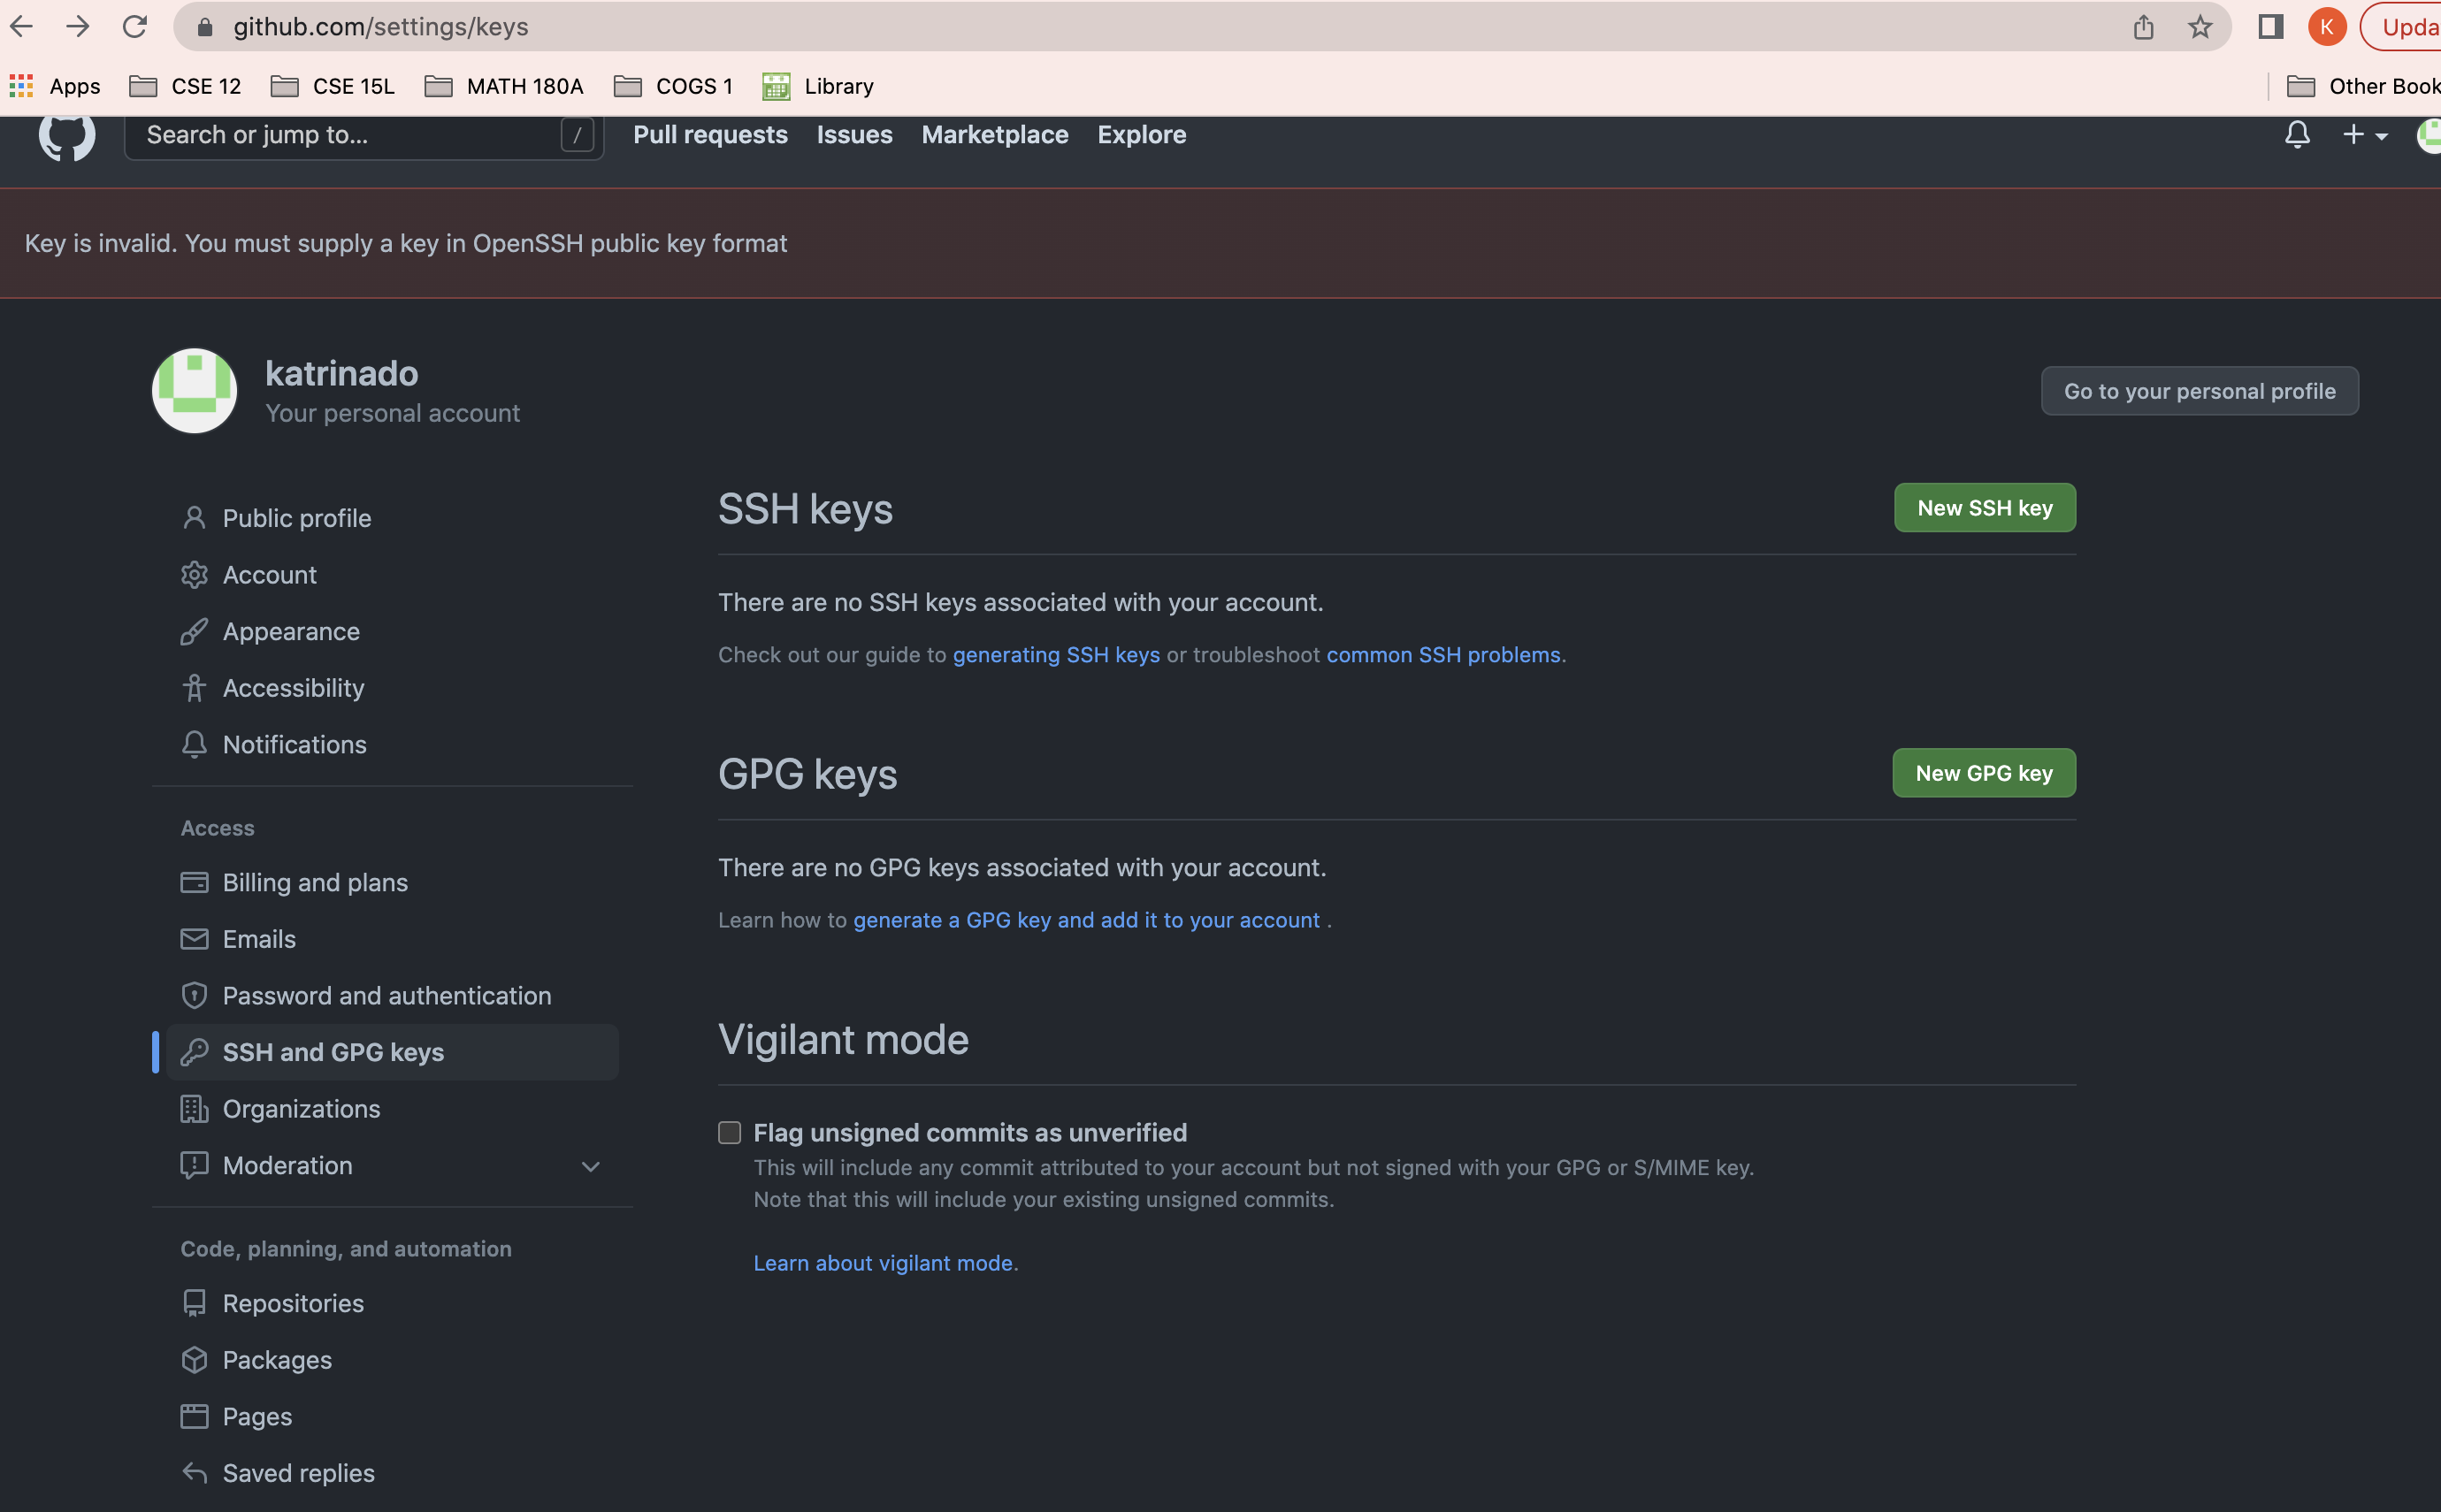 github.com/settings/keys
K
Upda
Apps CSE 12 CSE 15L MATH 180A COGS 1 Library Other Book
Search or jump to... / Pull requests Issues Marketplace Explore
Key is invalid. You must supply a key in OpenSSH public key format
katrinado
Your personal account
Go to your personal profile
Public profile
Account
Appearance
Accessibility
Notifications
Access
Billing and plans
Emails
Password and authentication
SSH and GPG keys
Organizations
Moderation
Code, planning, and automation
Repositories
Packages
Pages
Saved replies
SSH keys
New SSH key
There are no SSH keys associated with your account.
Check out our guide to generating SSH keys or troubleshoot common SSH problems.
GPG keys
New GPG key
There are no GPG keys associated with your account.
Learn how to generate a GPG key and add it to your account .
Vigilant mode
Flag unsigned commits as unverified
This will include any commit attributed to your account but not signed with your GPG or S/MIME key.
Note that this will include your existing unsigned commits.
Learn about vigilant mode.